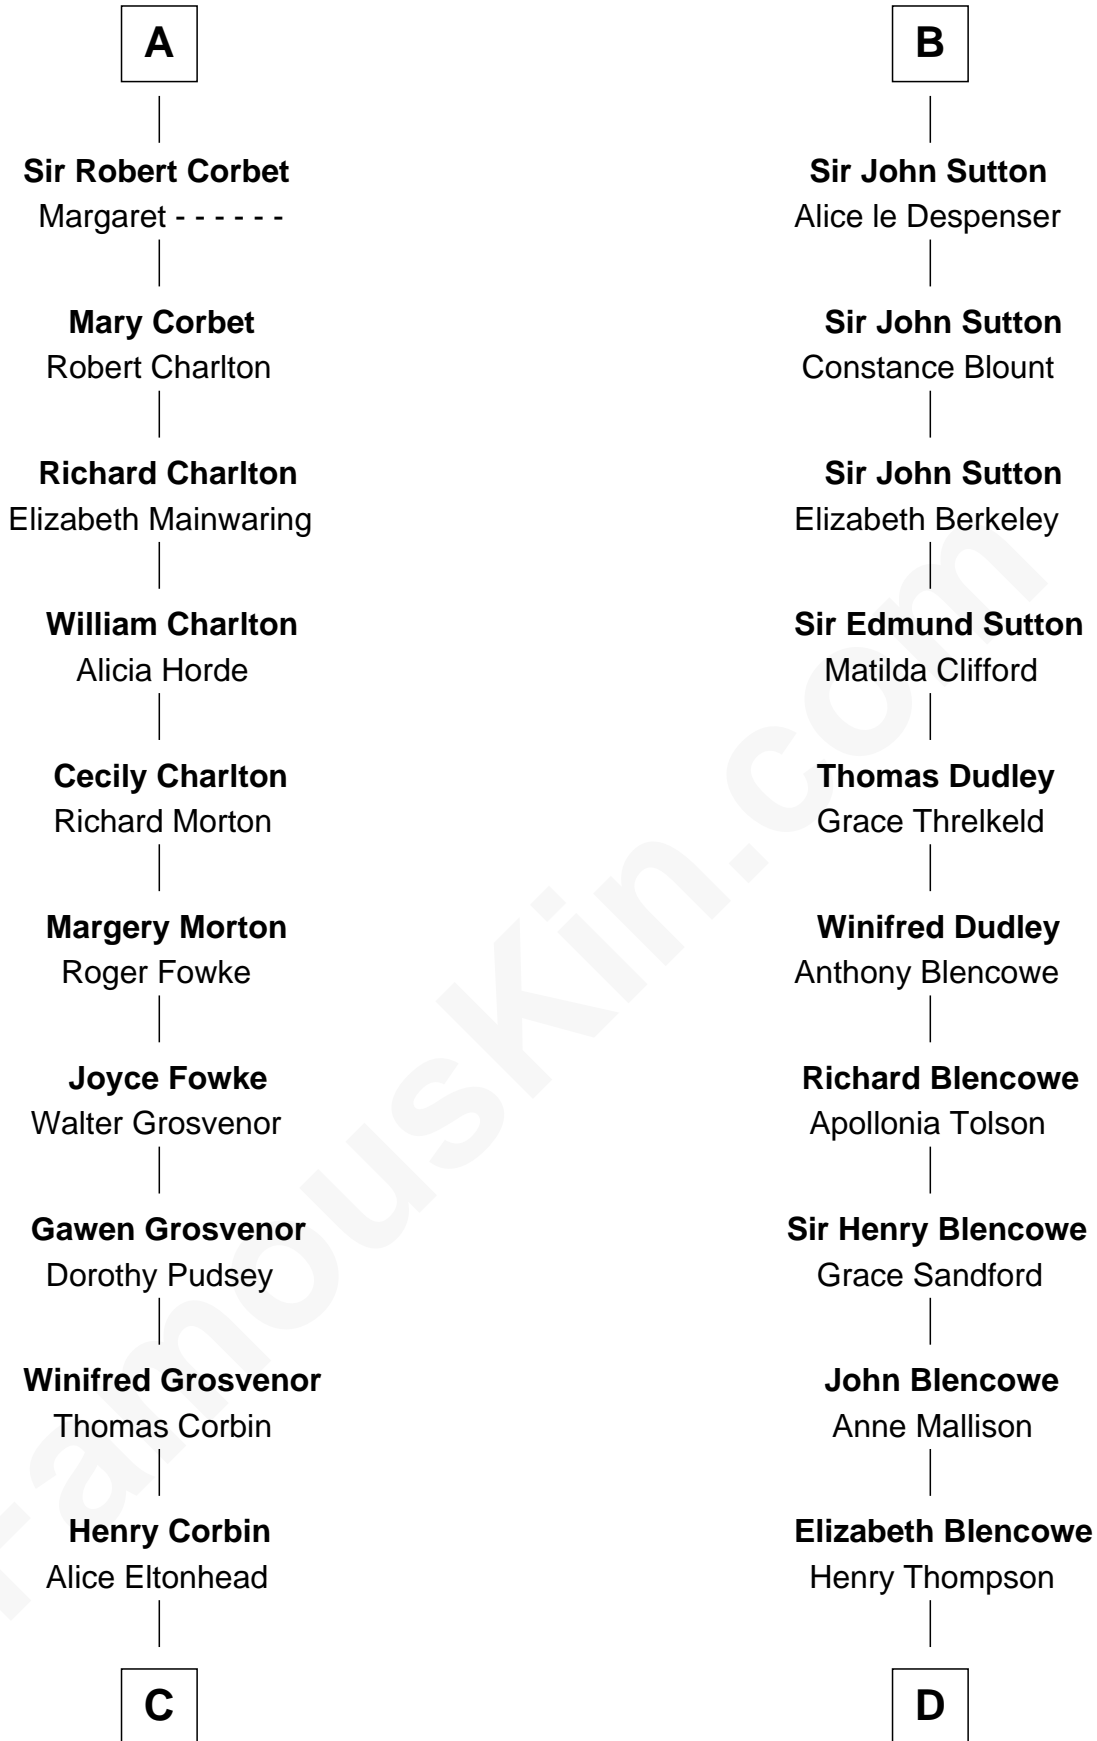 A
Sir Robert Corbet
Margaret - - - - - -
Mary Corbet
Robert Charlton
Richard Charlton
Elizabeth Mainwaring
William Charlton
Alicia Horde
Cecily Charlton
Richard Morton
Margery Morton
Roger Fowke
Joyce Fowke
Walter Grosvenor
Gawen Grosvenor
Dorothy Pudsey
Winifred Grosvenor
Thomas Corbin
Henry Corbin
Alice Eltonhead
C
B
Sir John Sutton
Alice le Despenser
Sir John Sutton
Constance Blount
Sir John Sutton
Elizabeth Berkeley
Sir Edmund Sutton
Matilda Clifford
Thomas Dudley
Grace Threlkeld
Winifred Dudley
Anthony Blencowe
Richard Blencowe
Apollonia Tolson
Sir Henry Blencowe
Grace Sandford
John Blencowe
Anne Mallison
Elizabeth Blencowe
Henry Thompson
D
FamousKin.com